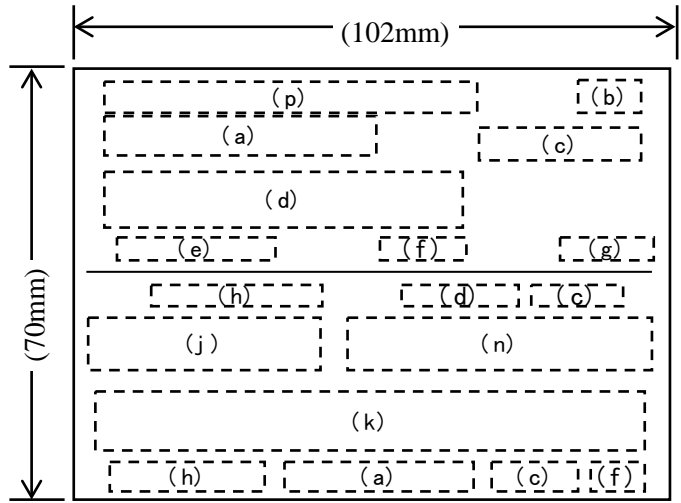 (102mm)
(70mm)
(p) (b)
(a) (c)
(d)
(e) (f) (g)
(h) (d) (c)
(j) (n)
(k)
(h) (a) (c) (f)